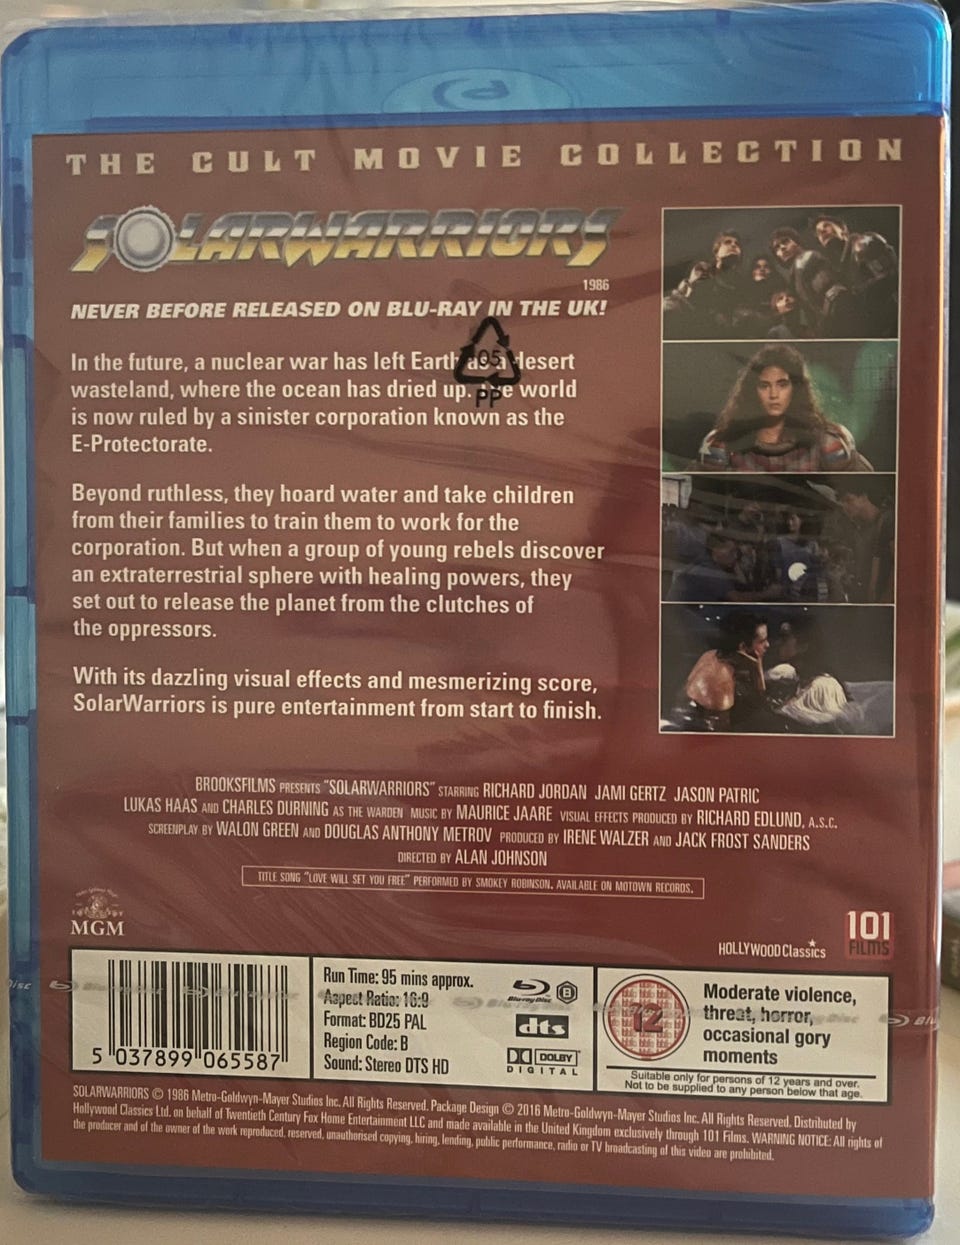 THE CULT MOVIE COLLECTION
SOLARWARRIORS
1986
NEVER BEFORE RELEASED ON BLU-RAY IN THE UK!
In the future, a nuclear war has left Earth as a desert
wasteland, where the ocean has dried up. The world
is now ruled by a sinister corporation known as the
E-Protectorate.
05
PP
Beyond ruthless, they hoard water and take children
from their families to train them to work for the
corporation. But when a group of young rebels discover
an extraterrestrial sphere with healing powers, they
set out to release the planet from the clutches of
the oppressors.
With its dazzling visual effects and mesmerizing score,
SolarWarriors is pure entertainment from start to finish.
BROOKSFILMS PRESENTS "SOLARWARRIORS" STARRING RICHARD JORDAN JAMI GERTZ JASON PATRIC
LUKAS HAAS AND CHARLES DURNING AS THE WARDEN MUSIC BY MAURICE JAARE VISUAL EFFECTS PRODUCED BY RICHARD EDLUND, A.S.C.
SCREENPLAY BY WALON GREEN AND DOUGLAS ANTHONY METROV PRODUCED BY IRENE WALZER AND JACK FROST SANDERS
DIRECTED BY ALAN JOHNSON
TITLE SONG "LOVE WILL SET YOU FREE" PERFORMED BY SMOKEY ROBINSON. AVAILABLE ON MOTOWN RECORDS.
MGM
HOLLYWOOD Classics
101
FILMS
5 037899 065587
Run Time: 95 mins approx.
Aspect Ratio: 16:9
Format: BD25 PAL
Region Code: B
Sound: Stereo DTS HD
Blu-ray Disc
B
dts
DOLBY
DIGITAL
12
Moderate violence,
threat, horror,
occasional gory
moments
Suitable only for persons of 12 years and over.
Not to be supplied to any person below that age.
SOLARWARRIORS © 1986 Metro-Goldwyn-Mayer Studios Inc. All Rights Reserved. Package Design © 2016 Metro-Goldwyn-Mayer Studios Inc. All Rights Reserved. Distributed by
Hollywood Classics Ltd. on behalf of Twentieth Century Fox Home Entertainment LLC and made available in the United Kingdom exclusively through 101 Films. WARNING NOTICE: All rights of
the producer and of the owner of the work reproduced, reserved, unauthorised copying, hiring, lending, public performance, radio or TV broadcasting of this video are prohibited.